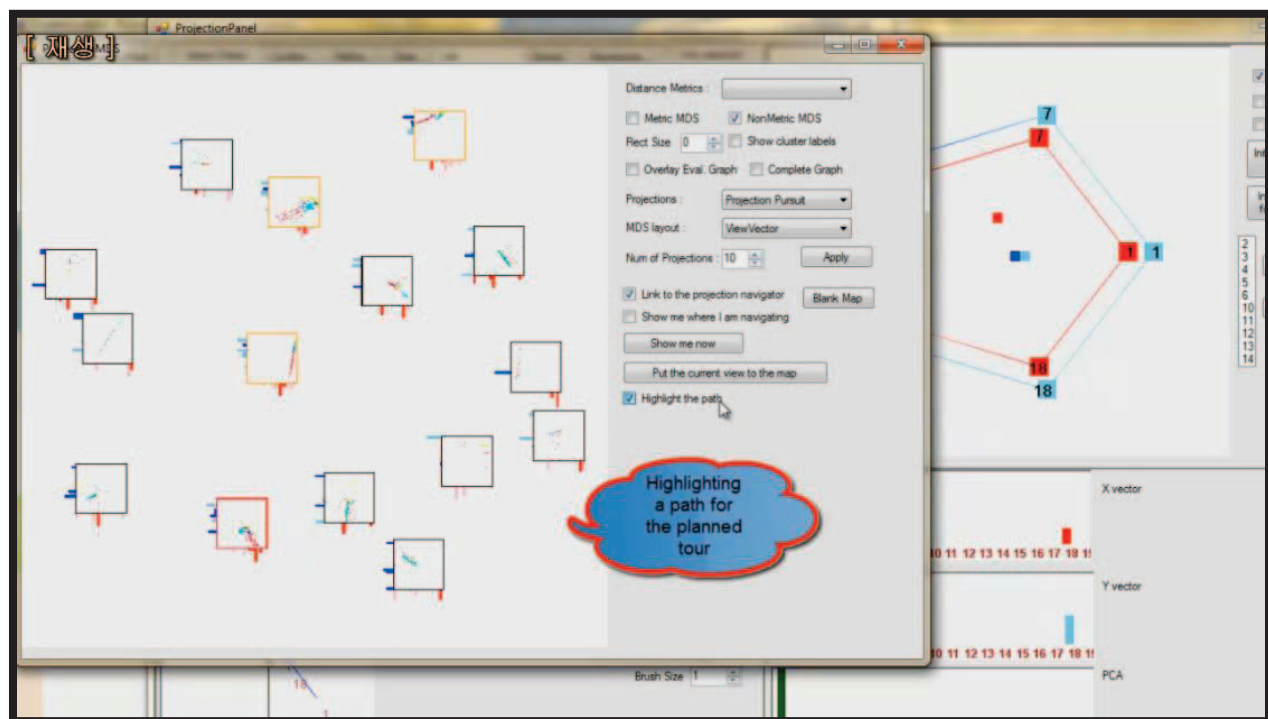 ProjectionPanel
[ 재생 ]
MDS
Distance Metrics :
Metric MDS
NonMetric MDS
Rect Size 0
Show cluster labels
Overlay Eval. Graph
Complete Graph
Projections :
Projection Pursuit
MDS layout :
ViewVector
Num of Projections : 10
Apply
Link to the projection navigator
Blank Map
Show me where I am navigating
Show me now
Put the current view to the map
Highlight the path
Highlighting
a path for
the planned
tour
7
7
1
1
18
18
2
3
4
5
6
10
11
12
13
14
X vector
10 11 12 13 14 15 16 17 18
Y vector
10 11 12 13 14 15 16 17 18
PCA
Brush Size 1
18
1